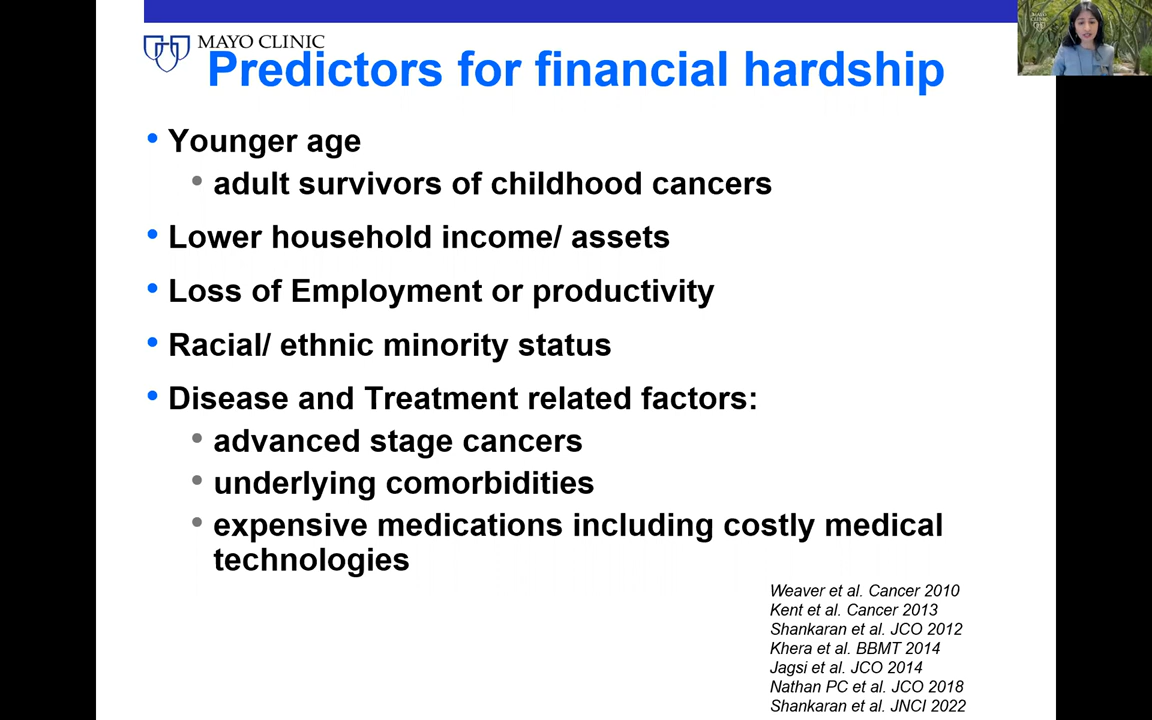 MAYO CLINIC
Predictors for financial hardship
• Younger age
• adult survivors of childhood cancers
• Lower household income/ assets
• Loss of Employment or productivity
• Racial/ ethnic minority status
• Disease and Treatment related factors:
• advanced stage cancers
• underlying comorbidities
• expensive medications including costly medical
technologies
Weaver et al. Cancer 2010
Kent et al. Cancer 2013
Shankaran et al. JCO 2012
Khera et al. BBMT 2014
Jagsi et al. JCO 2014
Nathan PC et al. JCO 2018
Shankaran et al. JNCI 2022